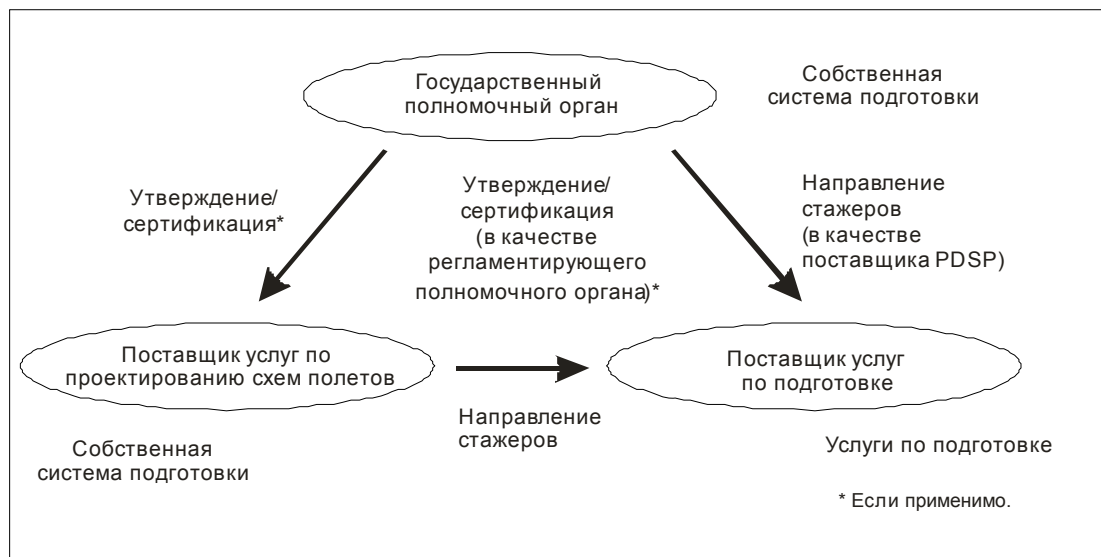 Государственный
полномочный орган
Собственная
система подготовки
Утверждение/
сертификация*
Утверждение/
сертификация
(в качестве
регламентирующего
полномочного органа)*
Направление
стажеров
(в качестве
поставщика PDSP)
Поставщик услуг по
проектированию схем полетов
Поставщик услуг
по подготовке
Направление
стажеров
Собственная
система подготовки
Услуги по подготовке
* Если применимо.